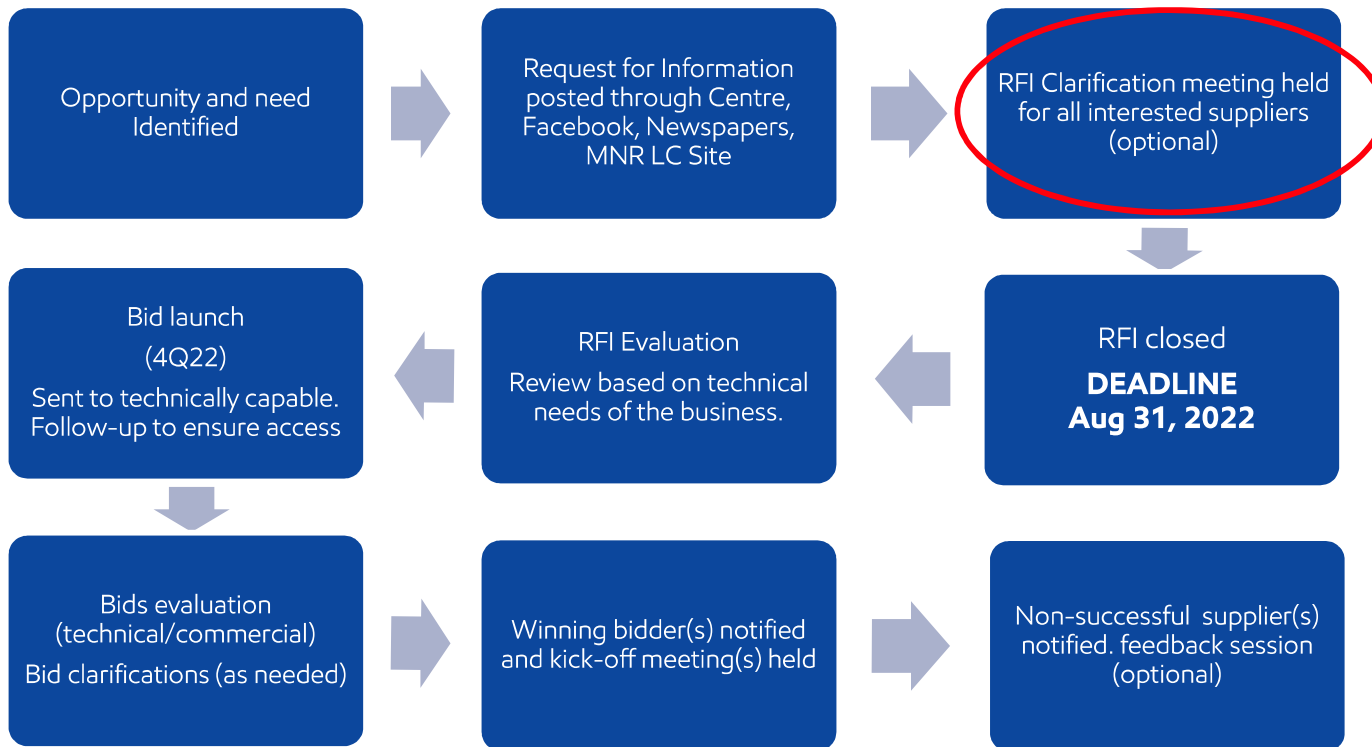 Opportunity and need
Identified
Request for Information
posted through Centre,
Facebook, Newspapers,
MNR LC Site
RFI Clarification meeting held
for all interested suppliers
(optional)
RFI closed
DEADLINE
Aug 31, 2022
RFI Evaluation
Review based on technical
needs of the business.
Bid launch
(4Q22)
Sent to technically capable.
Follow-up to ensure access
Bids evaluation
(technical/commercial)
Bid clarifications (as needed)
Winning bidder(s) notified
and kick-off meeting(s) held
Non-successful supplier(s)
notified. feedback session
(optional)